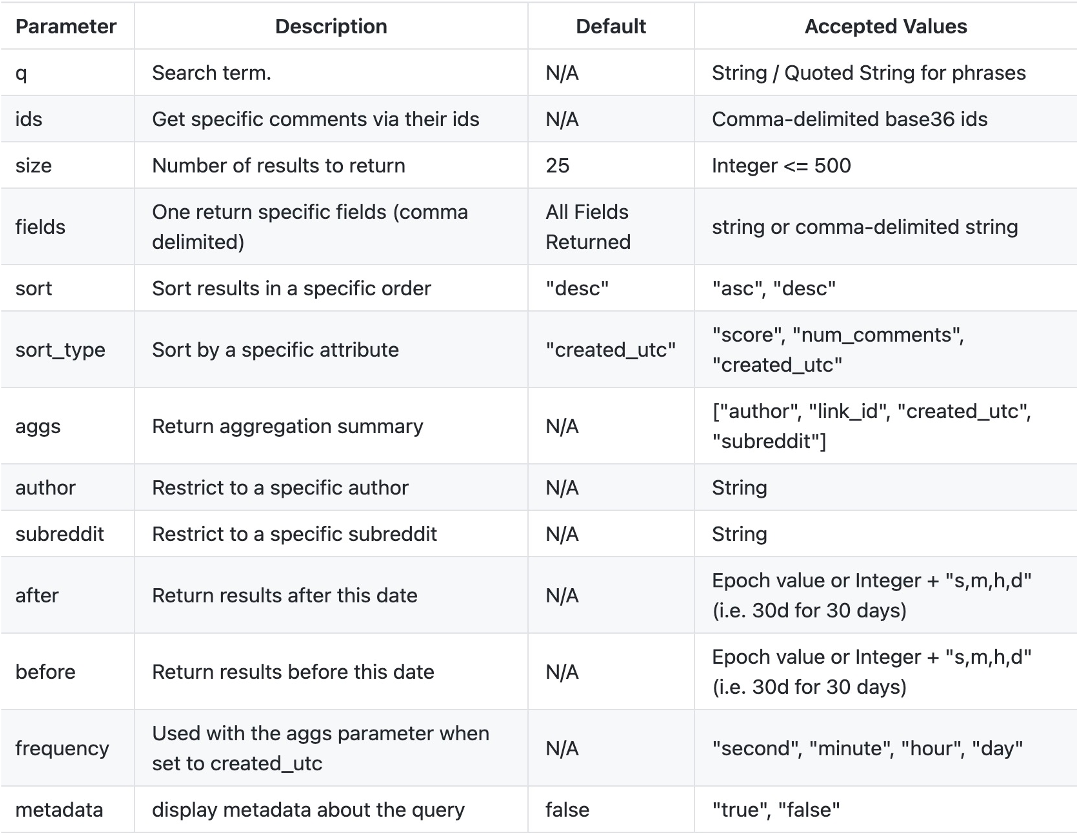 Parameter Description Default Accepted Values
q Search term. N/A String / Quoted String for phrases
ids Get specific comments via their ids N/A Comma-delimited base36 ids
size Number of results to return 25 Integer <= 500
fields One return specific fields (comma delimited) All Fields Returned string or comma-delimited string
sort Sort results in a specific order "desc" "asc", "desc"
sort_type Sort by a specific attribute "created_utc" "score", "num_comments", "created_utc"
aggs Return aggregation summary N/A ["author", "link_id", "created_utc", "subreddit"]
author Restrict to a specific author N/A String
subreddit Restrict to a specific subreddit N/A String
after Return results after this date N/A Epoch value or Integer + "s,m,h,d" (i.e. 30d for 30 days)
before Return results before this date N/A Epoch value or Integer + "s,m,h,d" (i.e. 30d for 30 days)
frequency Used with the aggs parameter when set to created_utc N/A "second", "minute", "hour", "day"
metadata display metadata about the query false "true", "false"